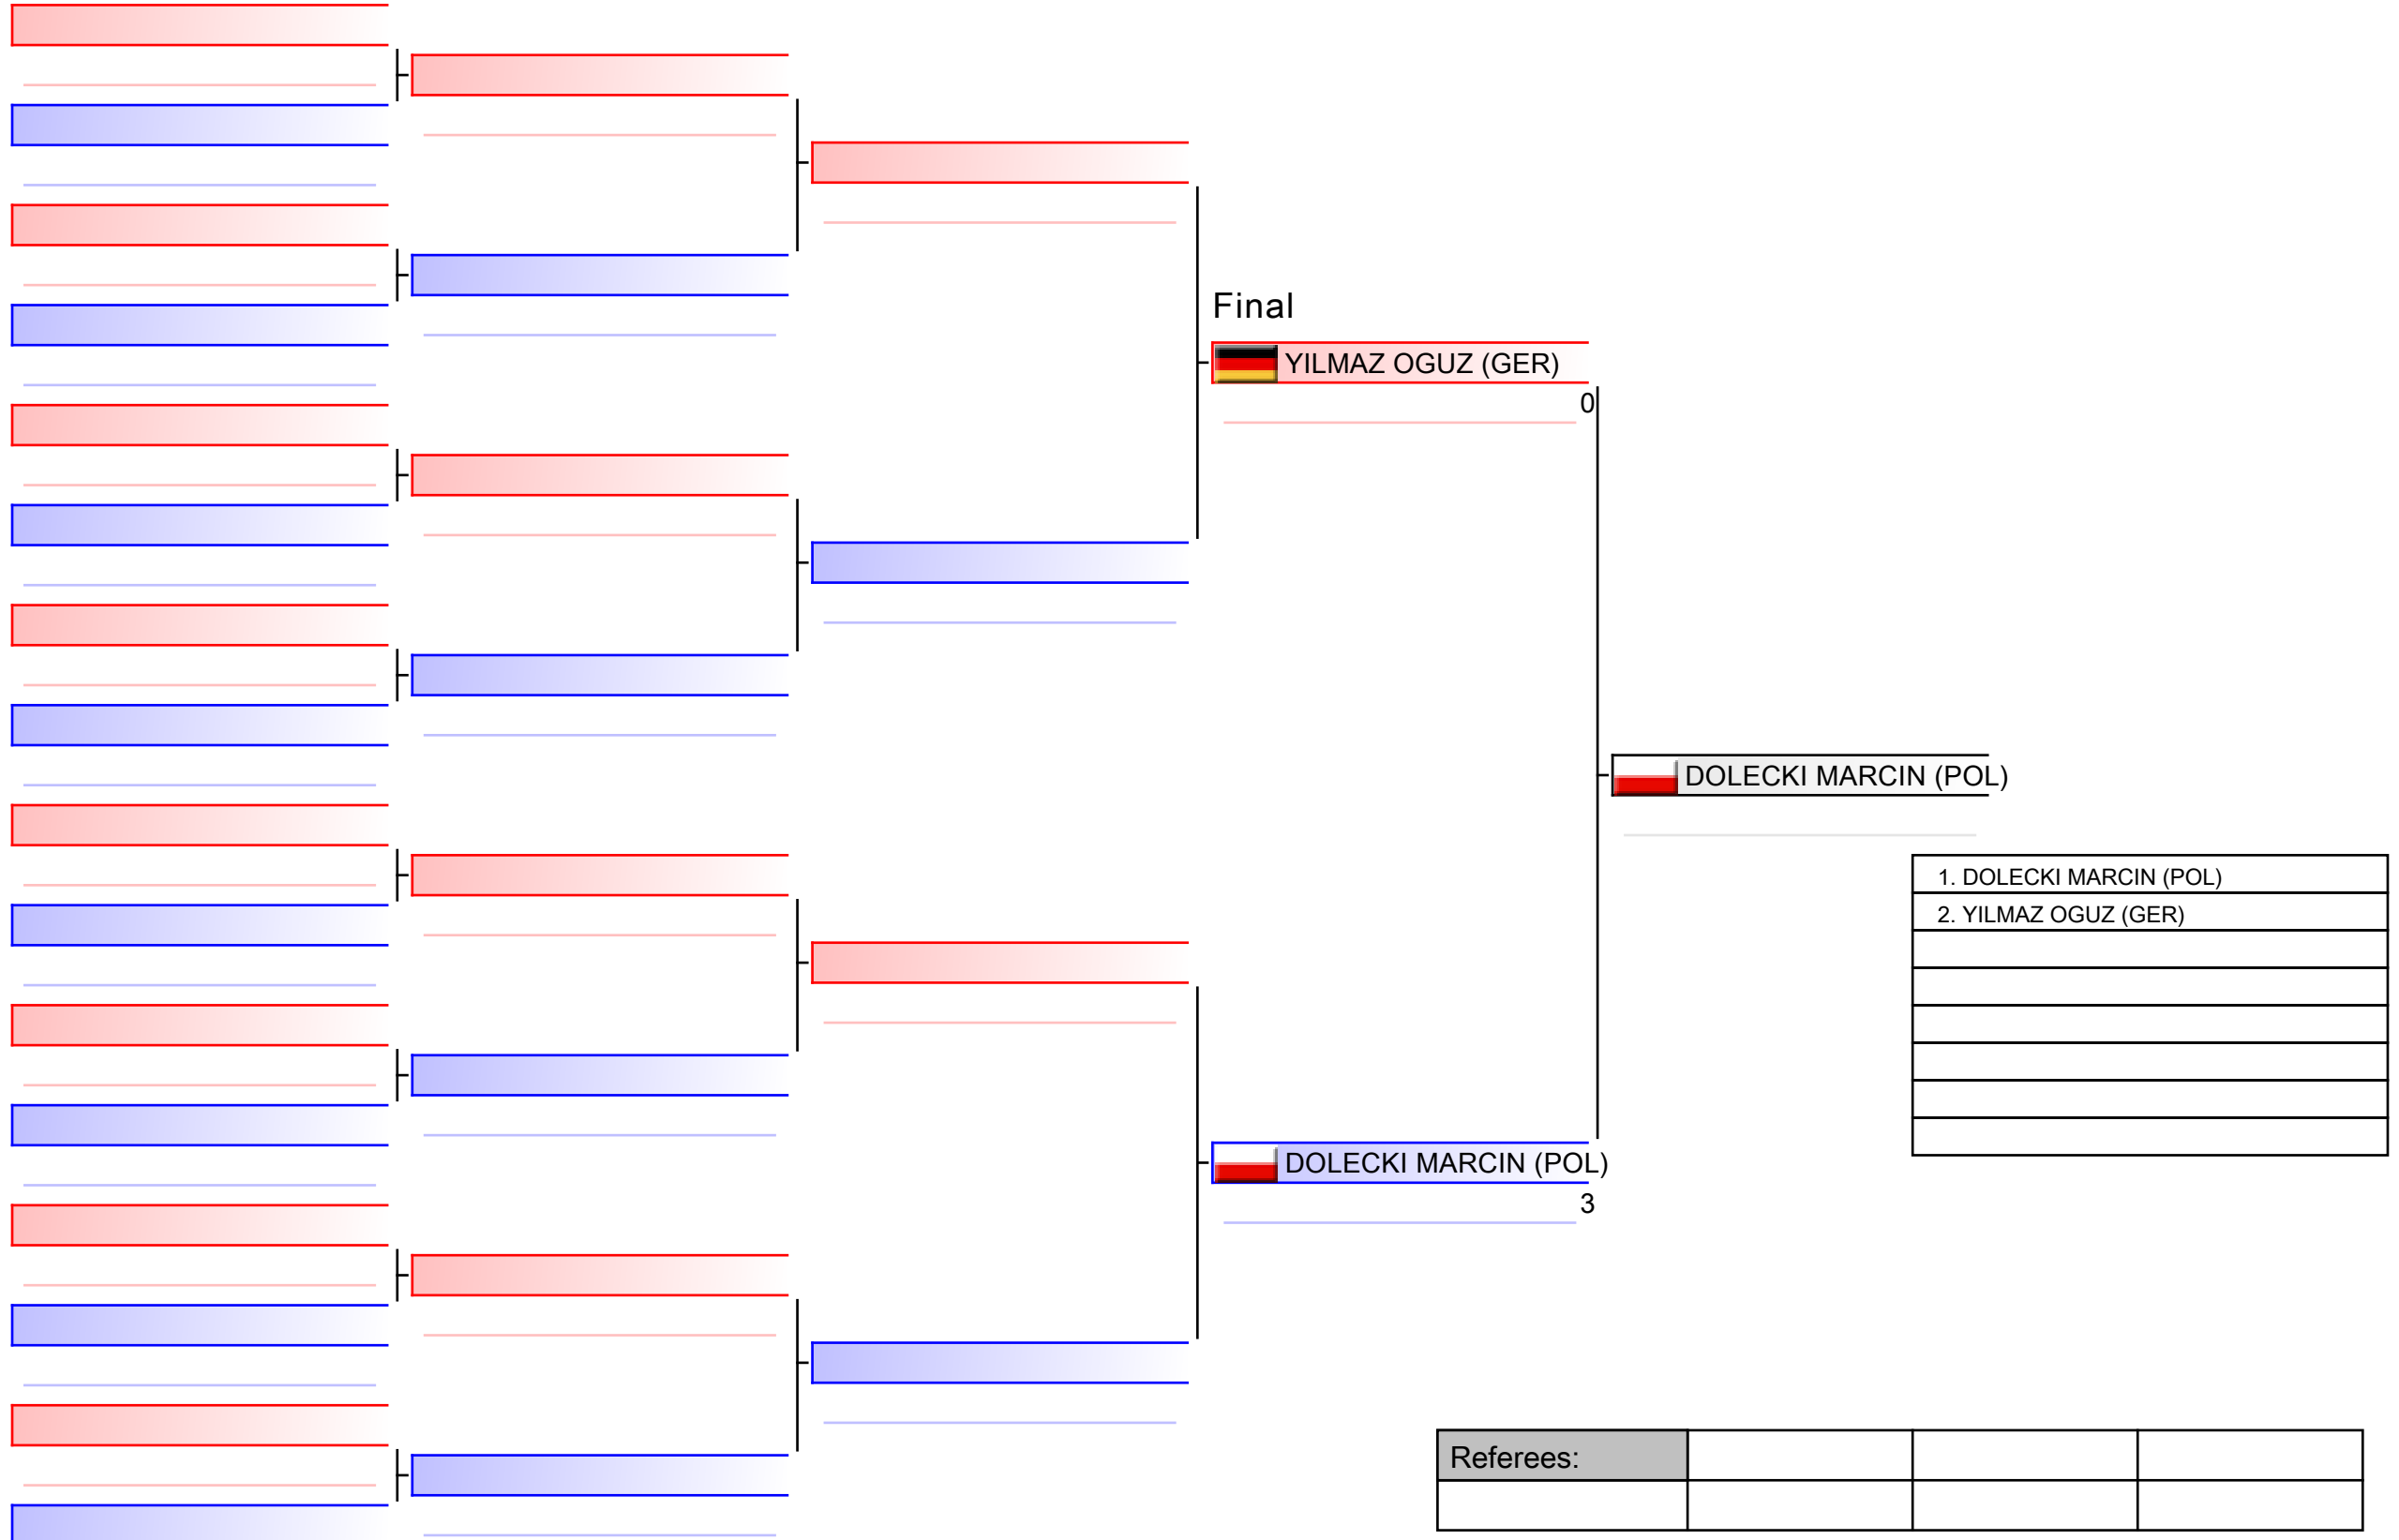 Final
YILMAZ OGUZ (GER)
0
DOLECKI MARCIN (POL)
1. DOLECKI MARCIN (POL)
2. YILMAZ OGUZ (GER)
DOLECKI MARCIN (POL)
3
Referees: